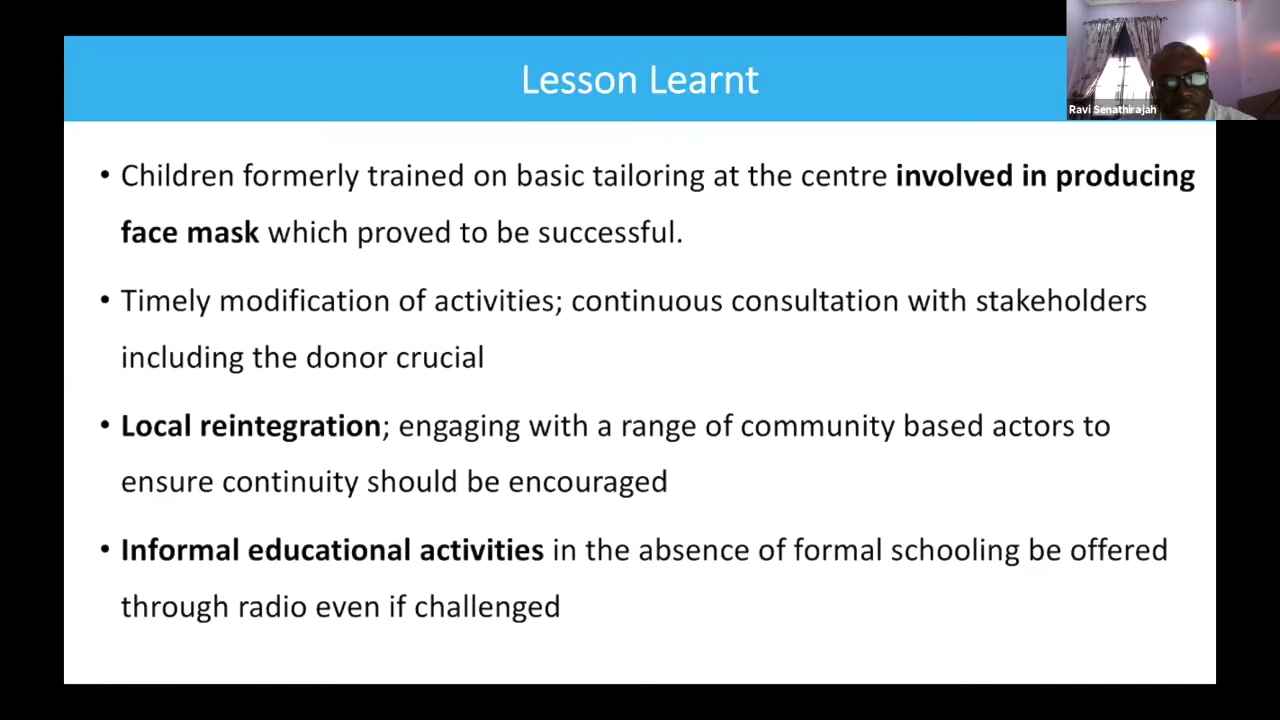 Lesson Learnt
Ravi Senathirajah
• Children formerly trained on basic tailoring at the centre involved in producing
face mask which proved to be successful.
• Timely modification of activities; continuous consultation with stakeholders
including the donor crucial
• Local reintegration; engaging with a range of community based actors to
ensure continuity should be encouraged
• Informal educational activities in the absence of formal schooling be offered
through radio even if challenged